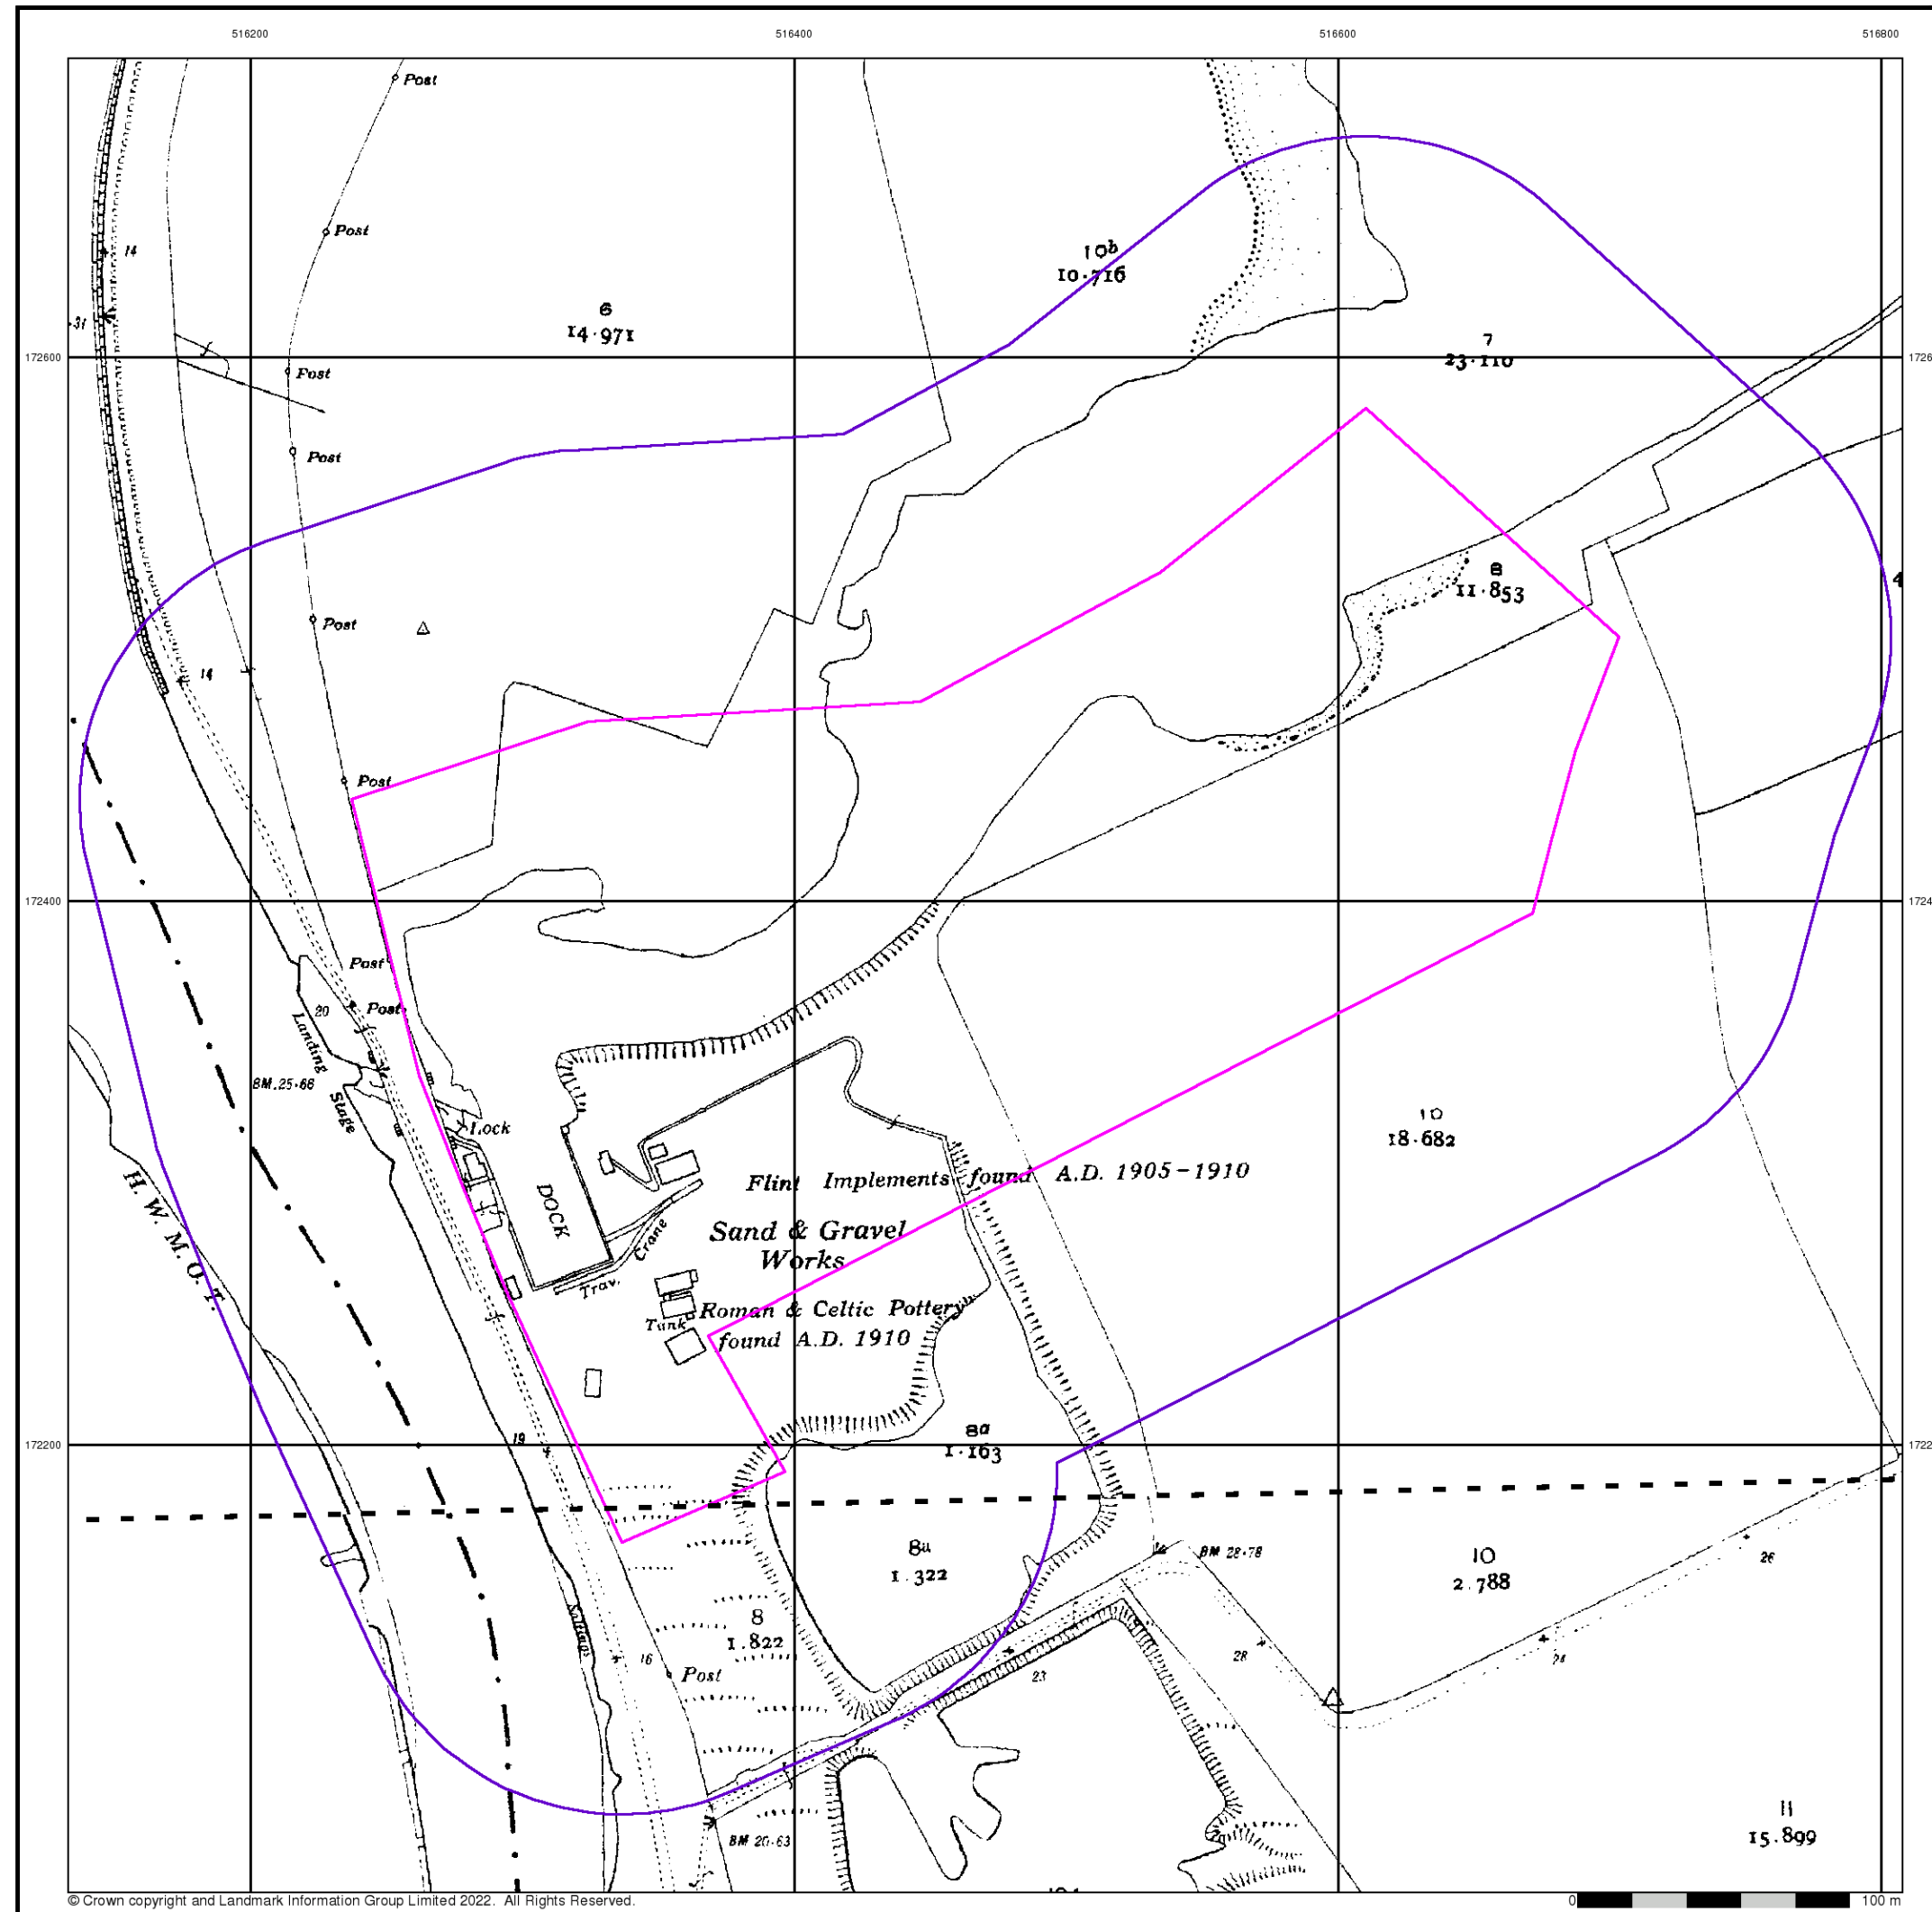 516200
516400
516600
516800
Post
Post
14
10b
10·716
6
14·971
7
23·110
172600
Post
Post
8
11·853
4
Post
14
Post
172400
Post
Post
20
Landing
Stage
BM.25·66
Lock
10
18·682
H. W. M. O. T.
DOCK
Flint Implements found A.D. 1905-1910
Sand & Gravel
Works
Crane
Trav.
Roman & Celtic Pottery
Tank
found A.D. 1910
19
8a
1·163
172200
8a
1.322
BM 28·78
10
2.788
26
8
1.822
Saltings
16
Post
23
28
BM 20·63
11
15.899
© Crown copyright and Landmark Information Group Limited 2022. All Rights Reserved.
0
100 m